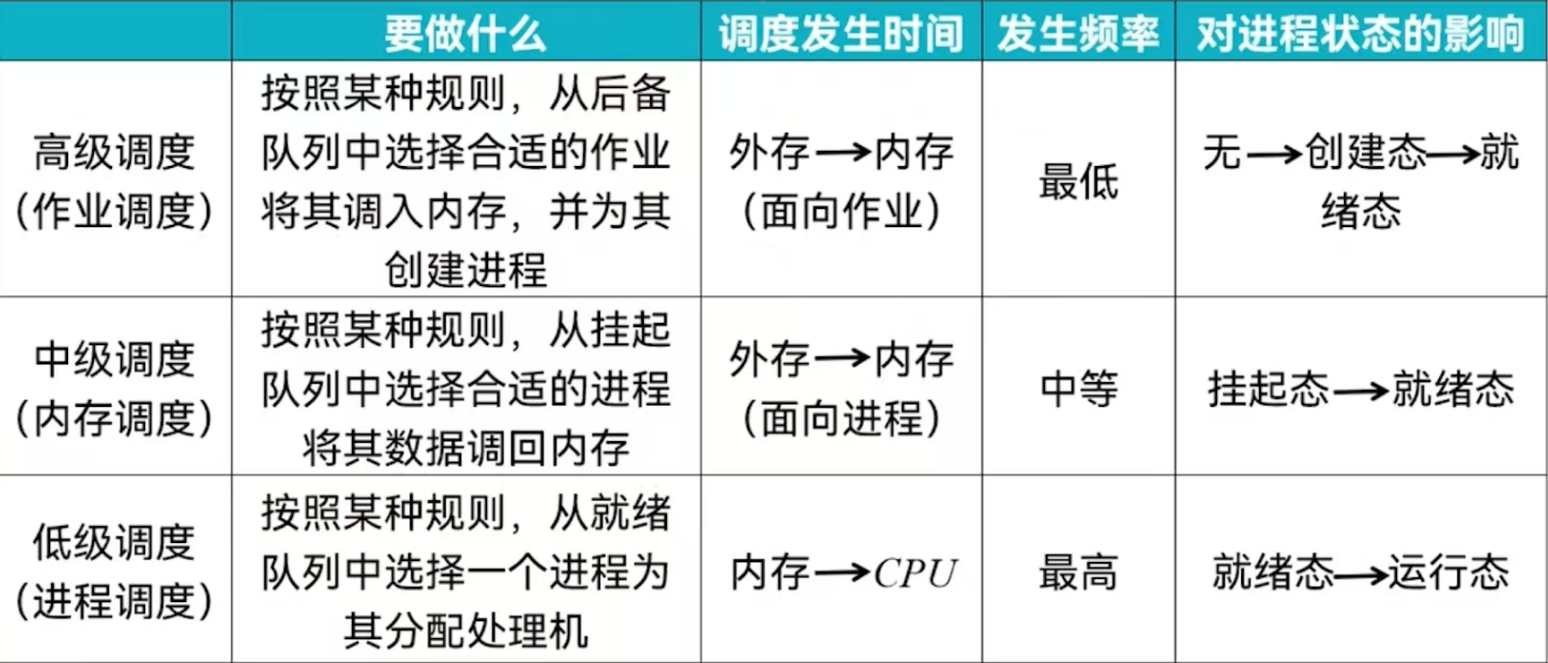 要做什么 调度发生时间 发生频率 对进程状态的影响
高级调度
（作业调度）
按照某种规则，从后备
队列中选择合适的作业
将其调入内存，并为其
创建进程
外存→内存
（面向作业）
最低
无→创建态→就
绪态
中级调度
（内存调度）
按照某种规则，从挂起
队列中选择合适的进程
将其数据调回内存
外存→内存
（面向进程）
中等
挂起态→就绪态
低级调度
（进程调度）
按照某种规则，从就绪
队列中选择一个进程为
其分配处理机
内存→CPU
最高
就绪态→运行态